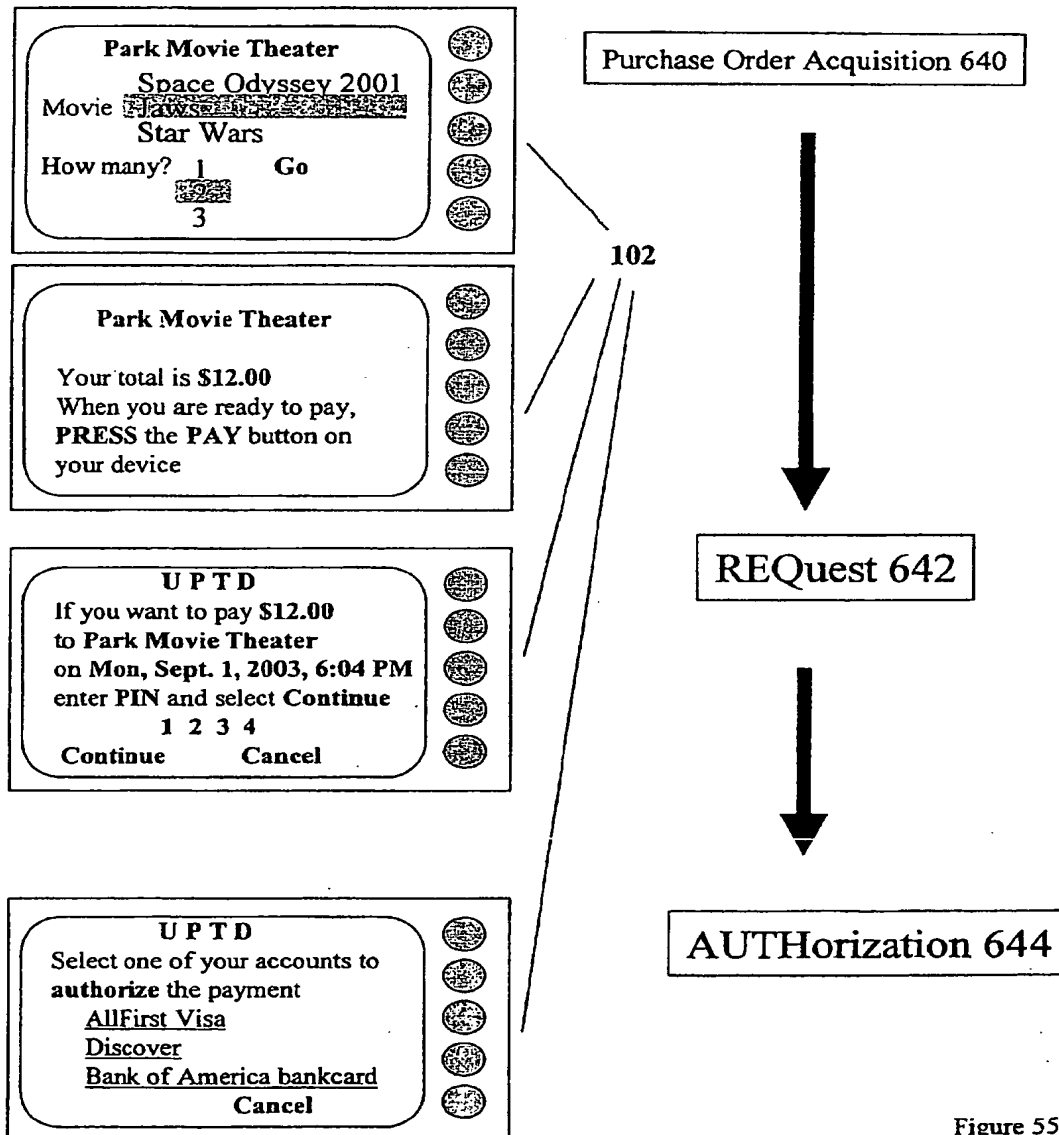 Park Movie Theater
Space Odyssey 2001
Movie Jaws
Star Wars
How many? 1 Go
2
3
Park Movie Theater
Your total is $12.00
When you are ready to pay,
PRESS the PAY button on
your device
U P T D
If you want to pay $12.00
to Park Movie Theater
on Mon, Sept. 1, 2003, 6:04 PM
enter PIN and select Continue
1 2 3 4
Continue Cancel
U P T D
Select one of your accounts to
authorize the payment
AllFirst Visa
Discover
Bank of America bankcard
Cancel
102
Purchase Order Acquisition 640
REQuest 642
AUTHorization 644
Figure 55